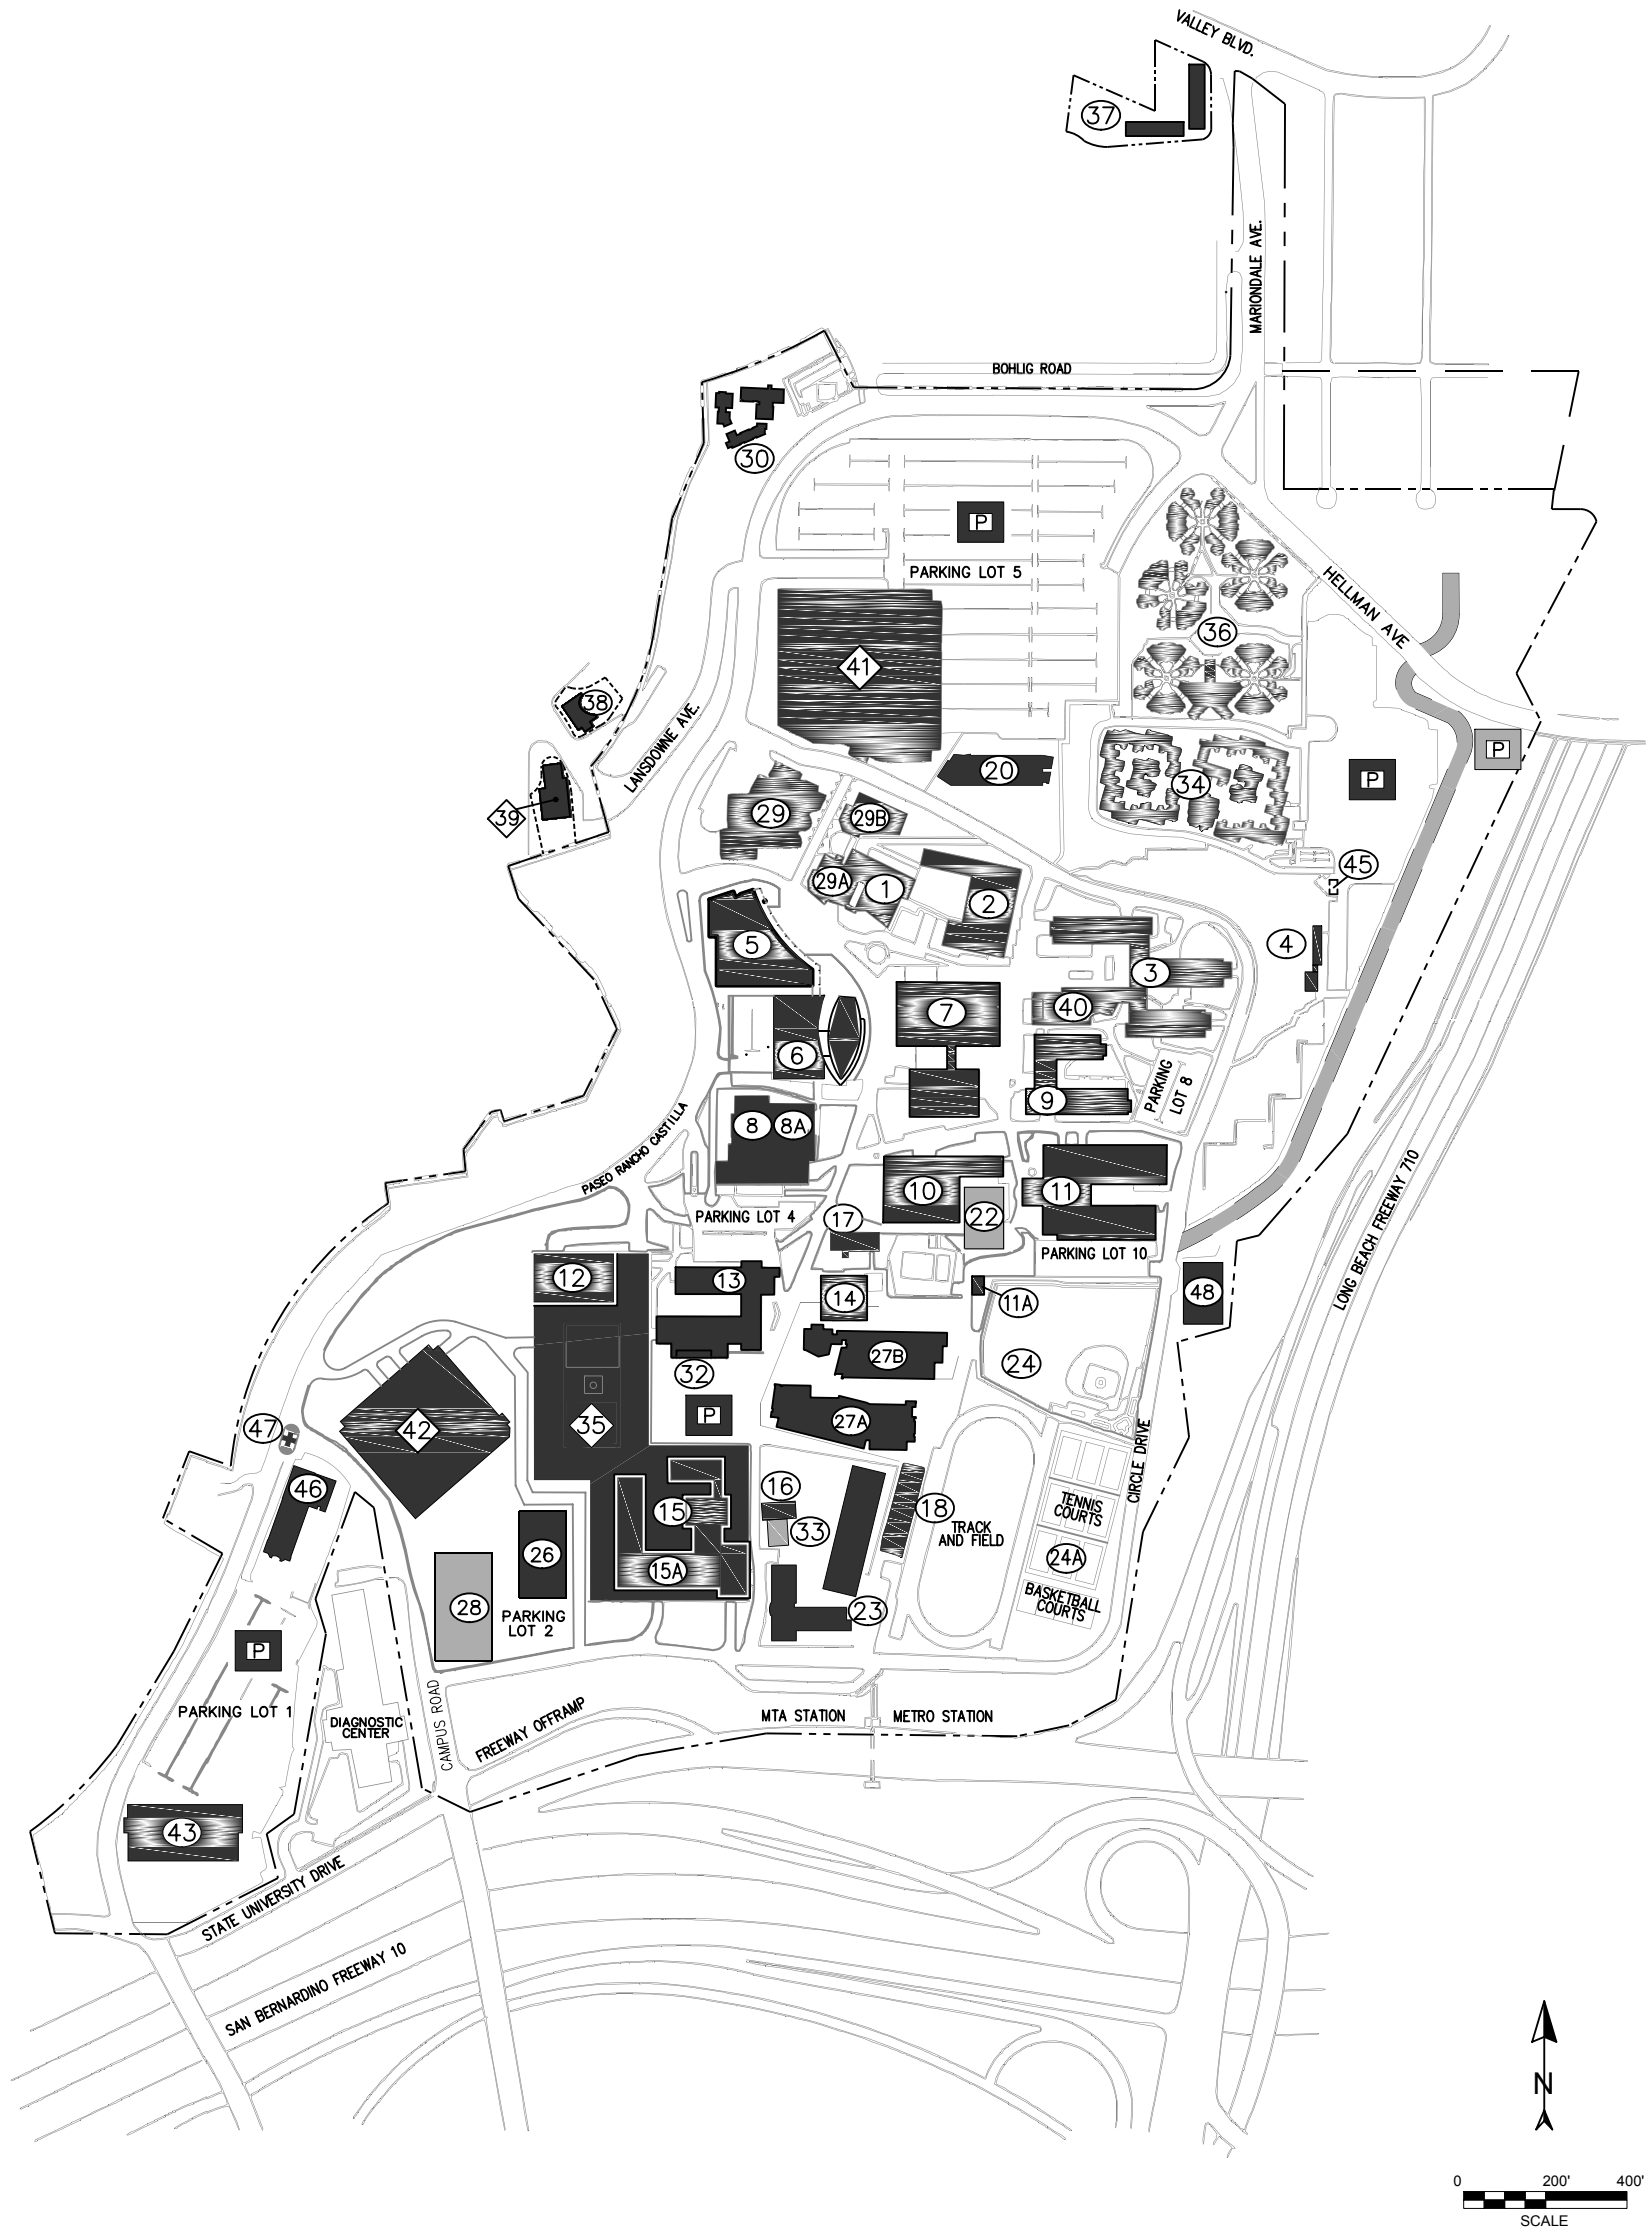 VALLEY BLVD.
37
MARIONDALE AVE.
BOHLIG ROAD
30
P
PARKING LOT 5
HELLMAN AVE
36
41
38
LANSDOWNE AVE.
39
20
34
P
P
29
29B
29A
1
2
45
5
4
3
7
40
6
9
PARKING
LOT 8
8
8A
PASEO RANCHO CASTILLA
10
11
22
17
PARKING LOT 4
PARKING LOT 10
LONG BEACH FREEWAY 710
12
13
14
11A
48
27B
24
32
P
27A
35
42
47
46
CIRCLE DRIVE
16
15
33
18
TRACK
AND FIELD
TENNIS
COURTS
24A
BASKETBALL
COURTS
15A
26
28
PARKING
LOT 2
23
P
PARKING LOT 1
DIAGNOSTIC
CENTER
CAMPUS ROAD
FREEWAY OFFRAMP
MTA STATION
METRO STATION
43
STATE UNIVERSITY DRIVE
SAN BERNARDINO FREEWAY 10
N
0 200' 400'
SCALE